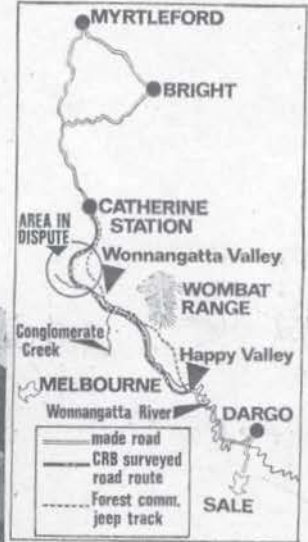 MYRTLEFORD
BRIGHT
CATHERINE
STATION
AREA IN
DISPUTE
Wonnangatta Valley
WOMBAT
RANGE
Conglomerate
Creek
Happy Valley
MELBOURNE
Wonnangatta River
DARGO
made road
CRB surveyed
road route
Forest comm.
jeep track
SALE